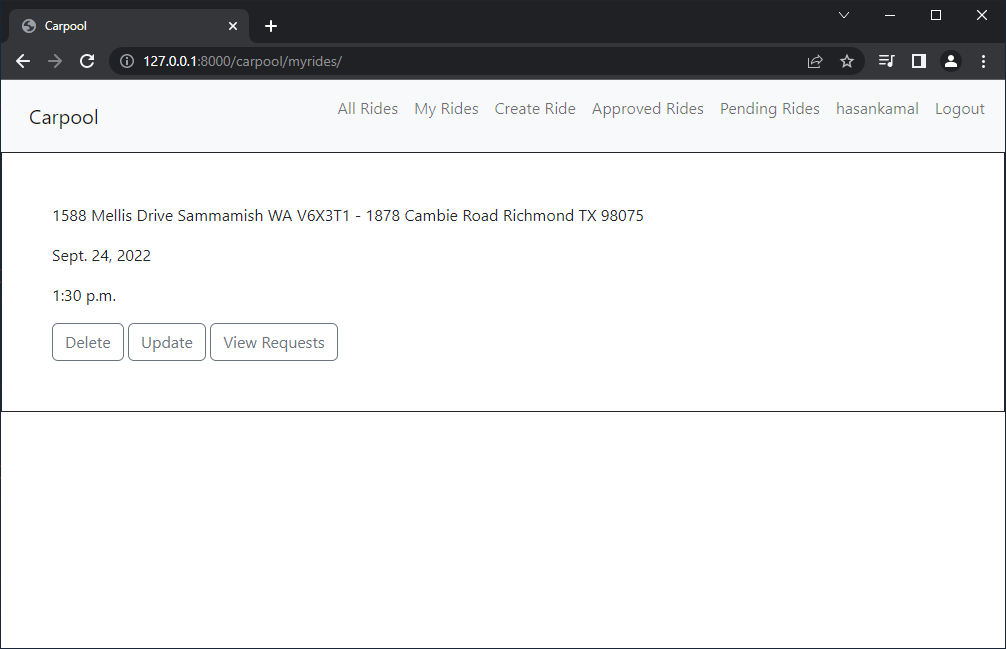 Carpool
127.0.0.1:8000/carpool/myrides/
Carpool
All Rides My Rides Create Ride Approved Rides Pending Rides hasankamal Logout
1588 Mellis Drive Sammamish WA V6X3T1 - 1878 Cambie Road Richmond TX 98075
Sept. 24, 2022
1:30 p.m.
Delete Update View Requests